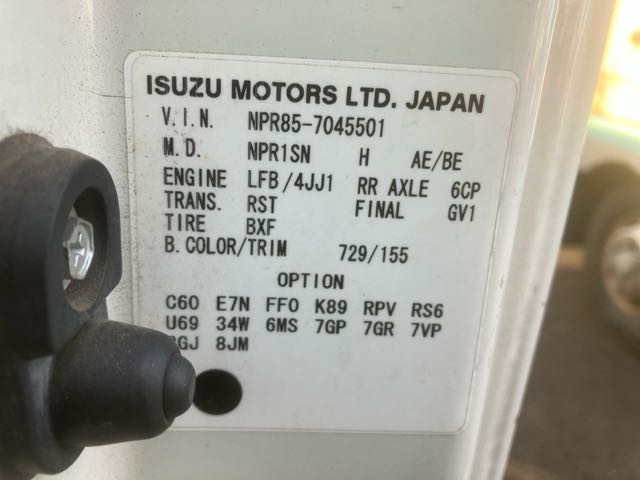 ISUZU MOTORS LTD. JAPAN
V.I.N. NPR85-7045501
M.D. NPR1SN H AE/BE
ENGINE LFB/4JJ1 RR AXLE 6CP
TRANS. RST FINAL GV1
TIRE BXF
B.COLOR/TRIM 729/155
OPTION
C60 E7N FF0 K89 RPV RS6
U69 34W 6MS 7GP 7GR 7VP
8JM